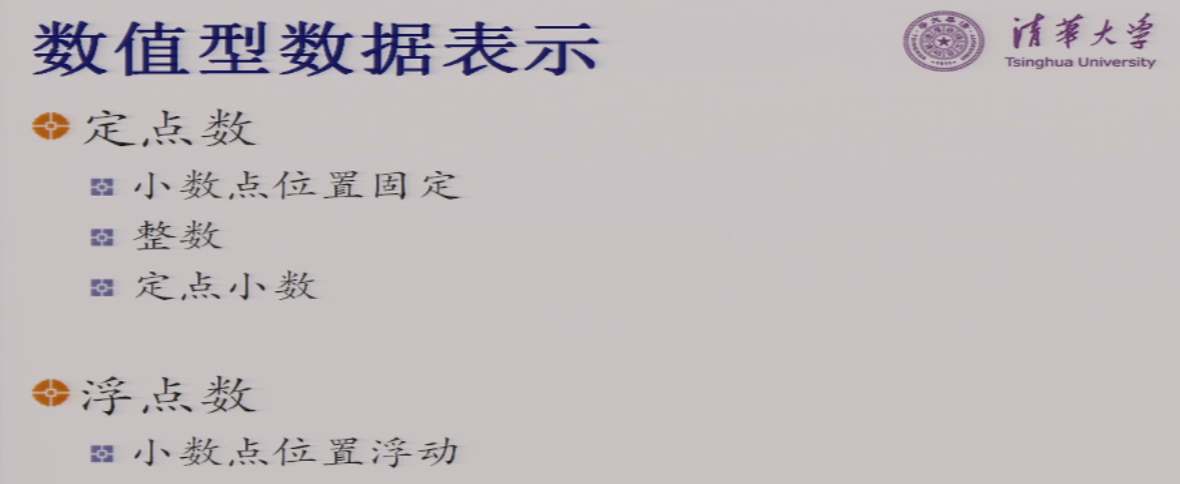 数值型数据表示
清华大学
Tsinghua University
定点数
小数点位置固定
整数
定点小数
浮点数
小数点位置浮动